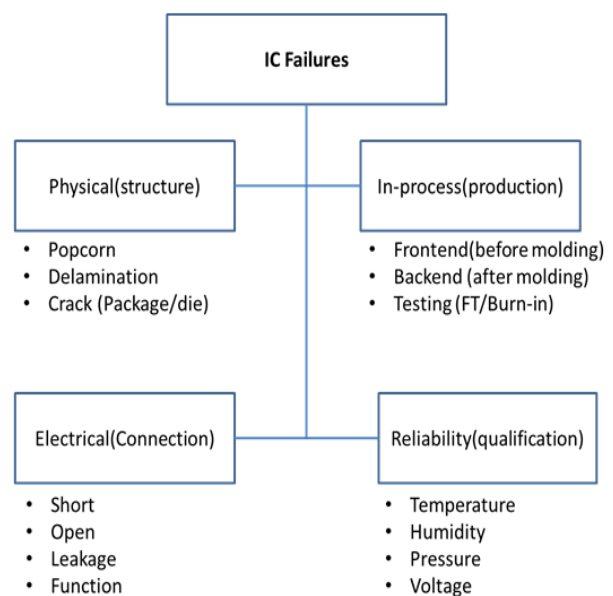 IC Failures
Physical(structure)
• Popcorn
• Delamination
• Crack (Package/die)
In-process(production)
• Frontend(before molding)
• Backend (after molding)
• Testing (FT/Burn-in)
Electrical(Connection)
• Short
• Open
• Leakage
• Function
Reliability(qualification)
• Temperature
• Humidity
• Pressure
• Voltage